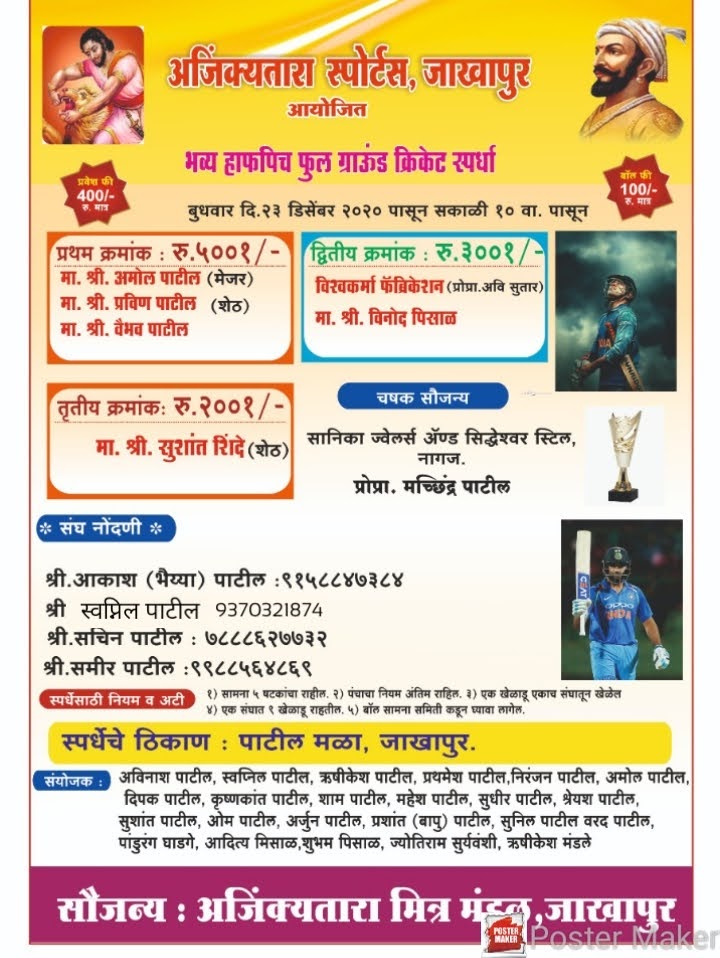 अजिंक्यतारा स्पोर्टस, जाखापुर
आयोजित
भव्य हाफपिच फुल ग्राऊंड क्रिकेट स्पर्धा
प्रवेश फी
400/-
रु. मात्र
बॉल फी
100/-
रु. मात्र
बुधवार दि.२३ डिसेंबर २०२० पासून सकाळी १० वा. पासून
प्रथम क्रमांक : रु.५००१/-
मा. श्री. अमोल पाटील (मेजर)
मा. श्री. प्रविण पाटील (शेठ)
मा. श्री. वैभव पाटील
द्वितीय क्रमांक : रु.३००१/-
विश्वकर्मा फॅब्रिकेशन (प्रोप्रा.अवि सुतार)
मा. श्री. विनोद पिसाळ
तृतीय क्रमांक: रु.२००१/-
मा. श्री. सुशांत शिंदे (शेठ)
चषक सौजन्य
सानिका ज्वेलर्स ॲण्ड सिद्धेश्वर स्टिल,
नागज.
प्रोप्रा. मच्छिंद्र पाटील
❊ संघ नोंदणी ❊
श्री.आकाश (भैय्या) पाटील :९१५८८४७३८४
श्री स्वप्निल पाटील 9370321874
श्री.सचिन पाटील : ७८८८६२७७३२
श्री.समीर पाटील :९९८८५६४८६९
स्पर्धेसाठी नियम व अटी
१) सामना ५ षटकांचा राहील. २) पंचाचा नियम अंतिम राहिल. ३) एक खेळाडू एकाच संघातून खेळेल
४) एक संघात ९ खेळाडू राहतील. ५) बॉल सामना समिती कडून घ्यावा लागेल.
स्पर्धेचे ठिकाण : पाटील मळा, जाखापुर.
संयोजक :
अविनाश पाटील, स्वप्निल पाटील, ऋषीकेश पाटील, प्रथमेश पाटील,निरंजन पाटील, अमोल पाटील,
दिपक पाटील, कृष्णकांत पाटील, शाम पाटील, महेश पाटील, सुधीर पाटील, श्रेयश पाटील,
सुशांत पाटील, ओम पाटील, अर्जुन पाटील, प्रशांत (बापु) पाटील, सुनिल पाटील वरद पाटील,
पांडुरंग घाडगे, आदित्य मिसाळ,शुभम पिसाळ, ज्योतिराम सुर्यवंशी, ऋषीकेश मंडले
सौजन्य : अजिंक्यतारा मित्र मंडळ,जाखापुर
POSTER
MAKER
Poster Maker
CEAT
oppo
INDIA